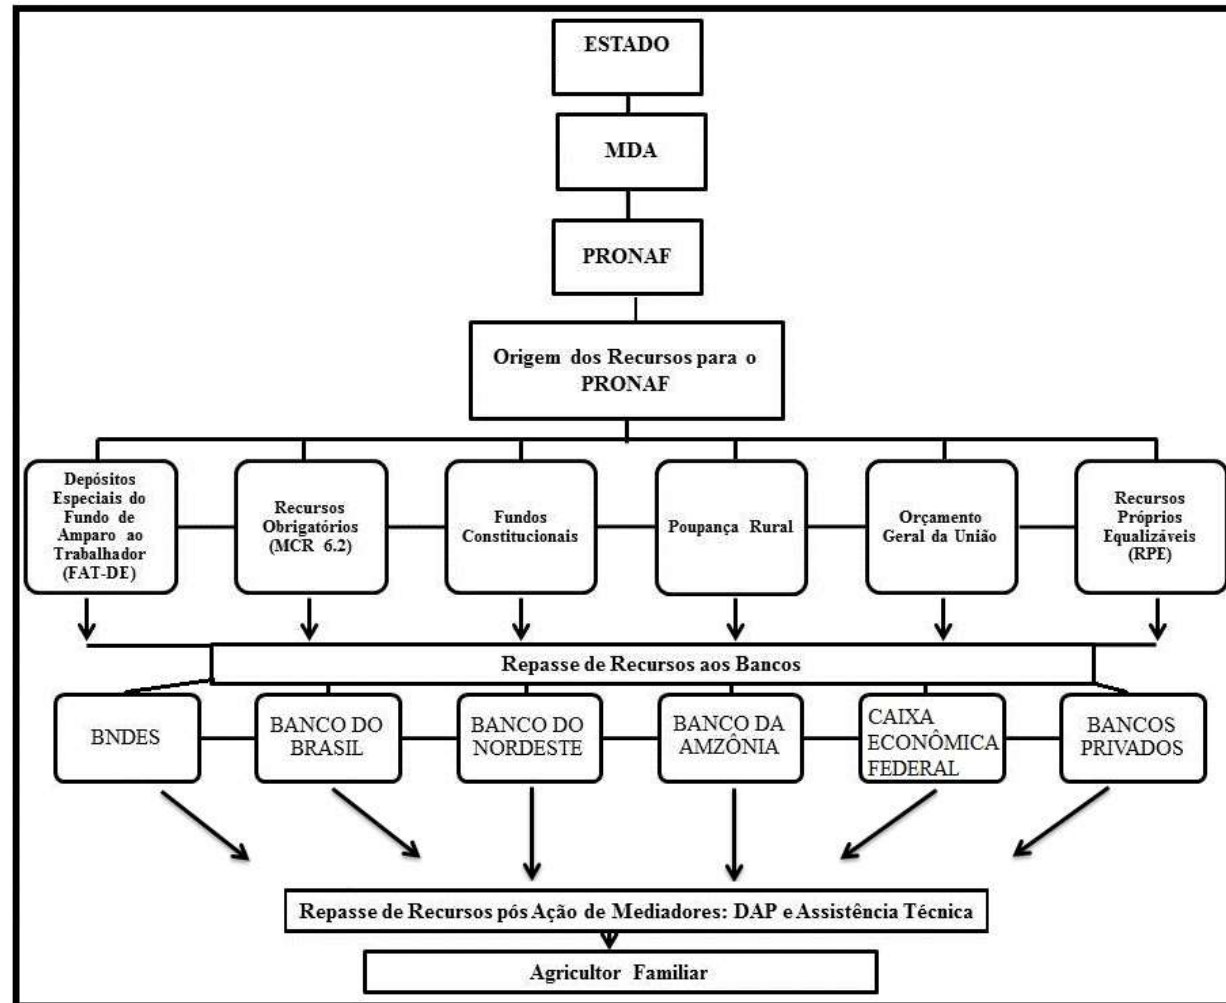 ESTADO
MDA
PRONAF
Origem dos Recursos para o
PRONAF
Depósitos
Especiais do
Fundo de
Amparo ao
Trabalhador
(FAT-DE)
Recursos
Obrigatórios
(MCR 6.2)
Fundos
Constitucionais
Poupança Rural
Orçamento
Geral da União
Recursos
Próprios
Equalizáveis
(RPE)
Repasse de Recursos aos Bancos
BNDES
BANCO DO
BRASIL
BANCO DO
NORDESTE
BANCO DA
AMZÔNIA
CAIXA
ECONÔMICA
FEDERAL
BANCOS
PRIVADOS
Repasse de Recursos pós Ação de Mediadores: DAP e Assistência Técnica
Agricultor Familiar